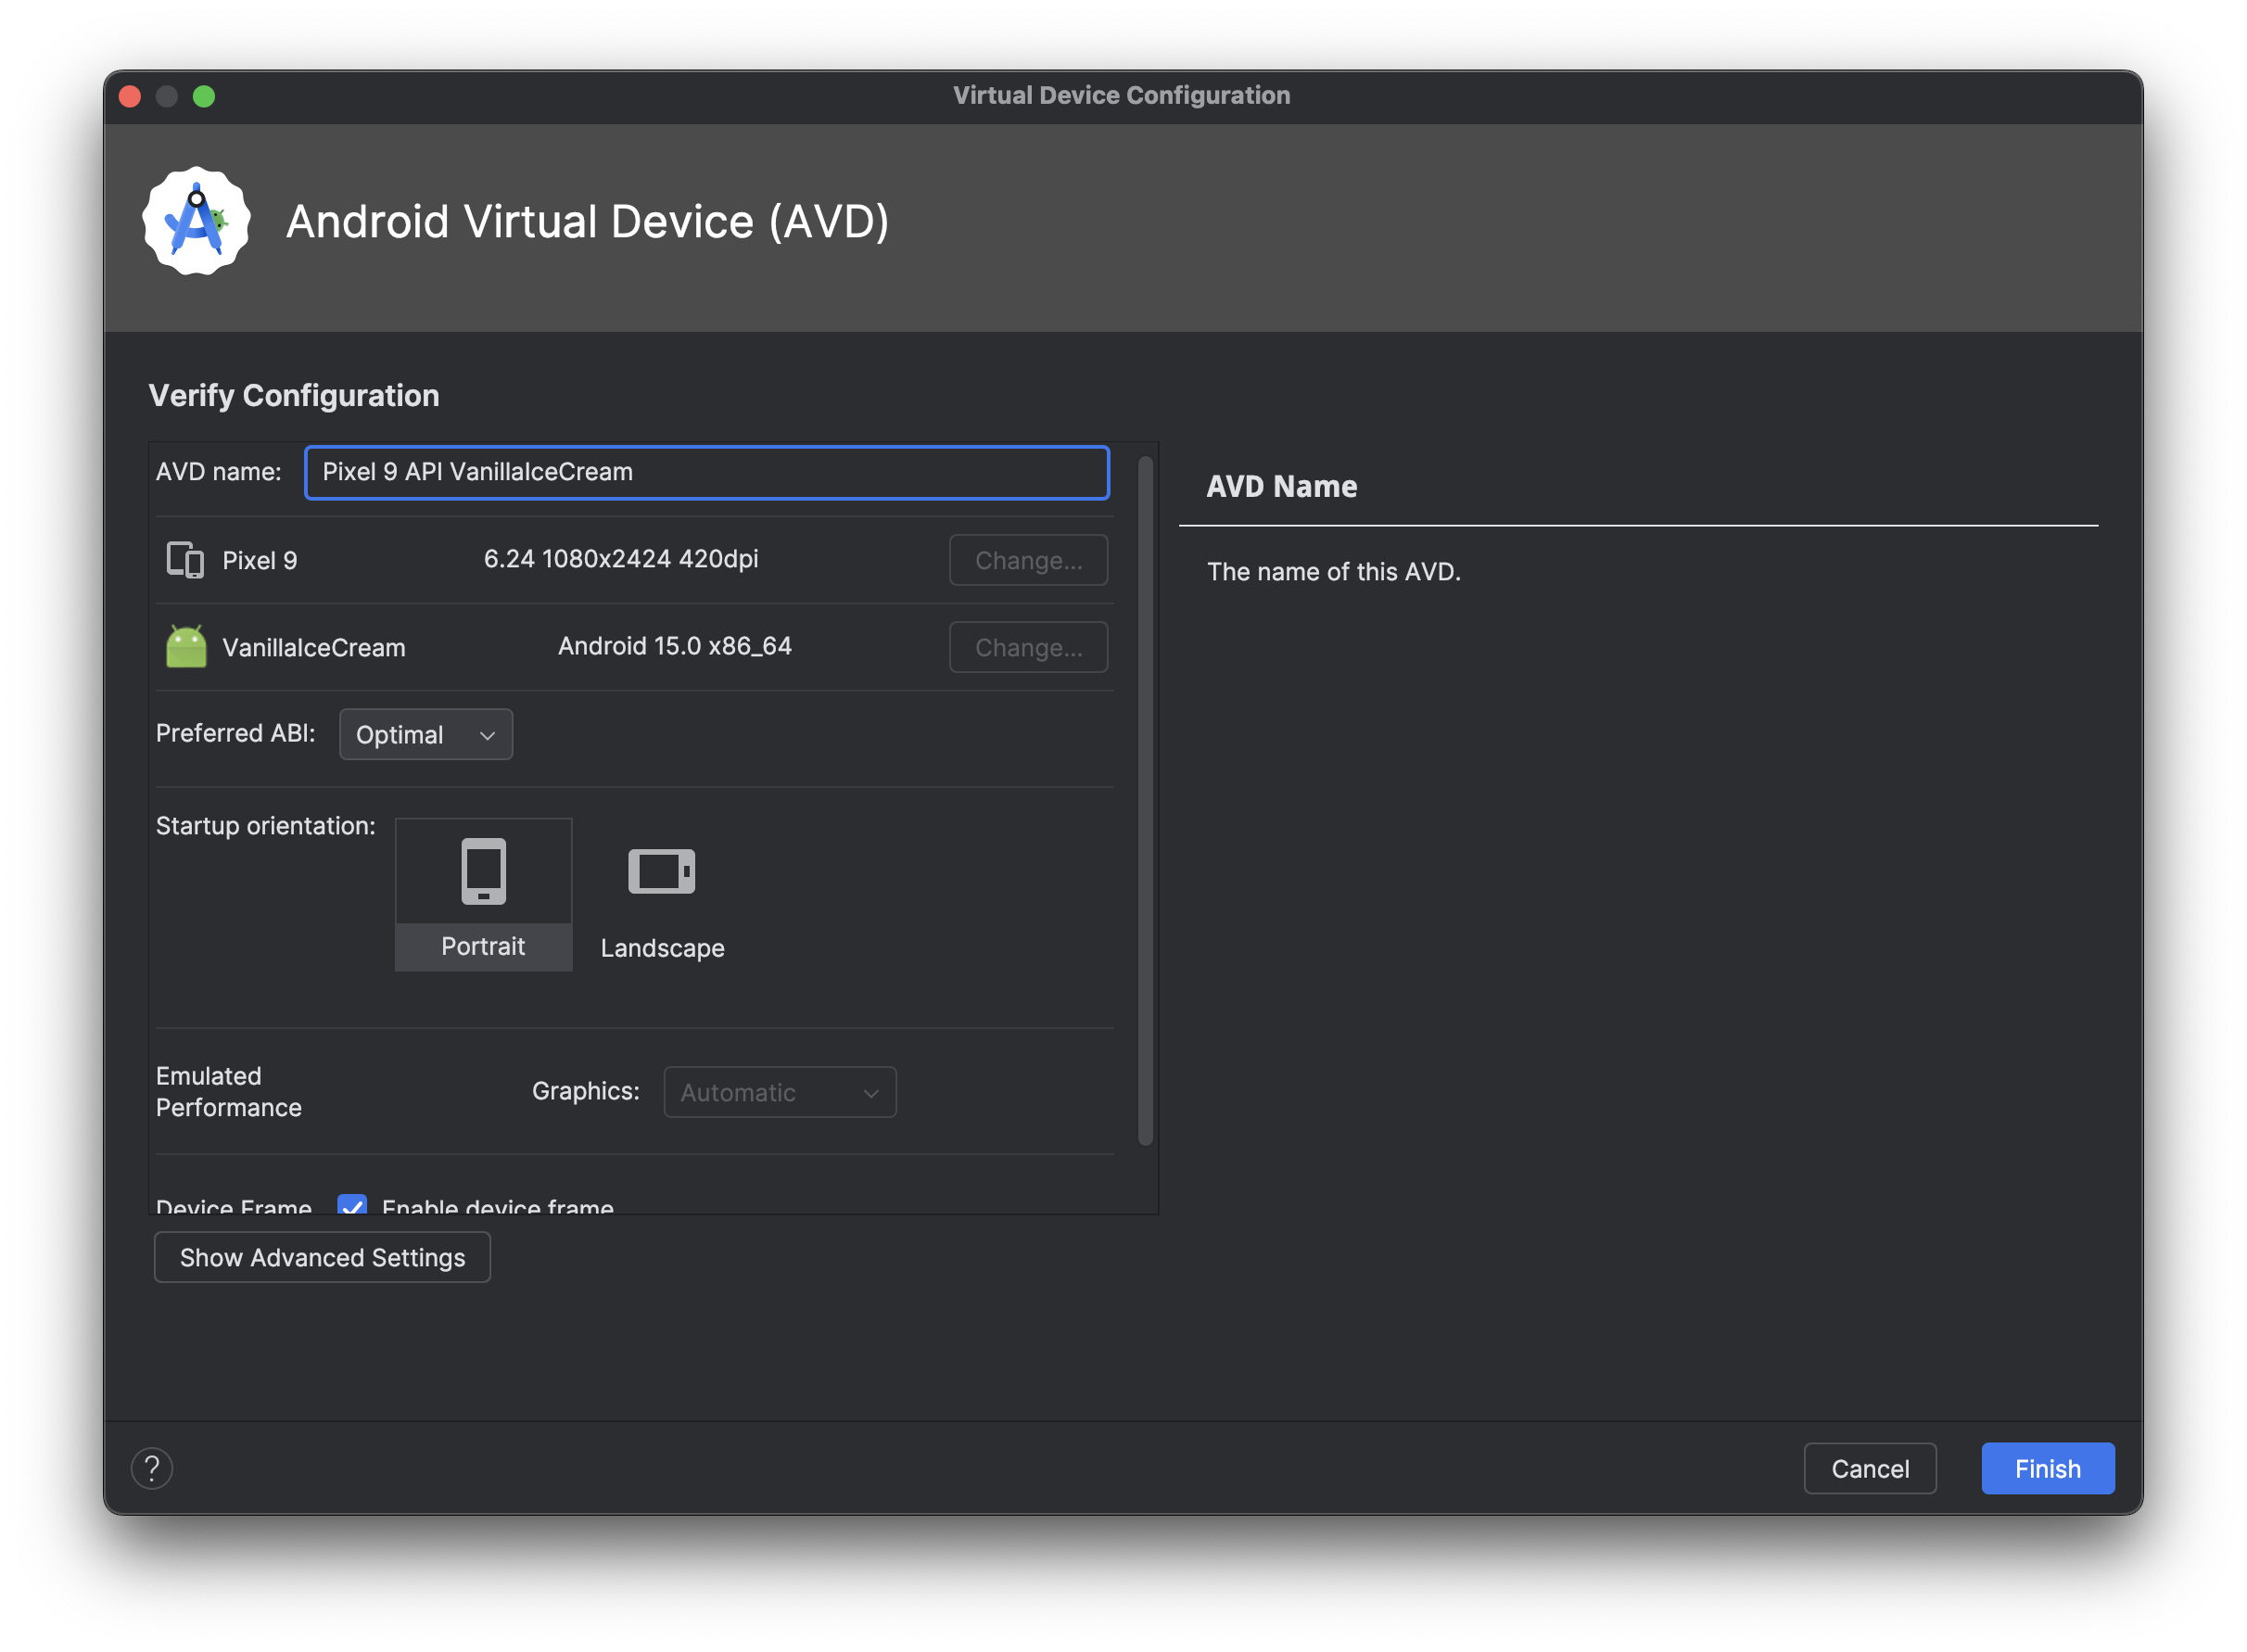 Virtual Device Configuration
Android Virtual Device (AVD)
Verify Configuration
AVD name: Pixel 9 API VanillaIceCream
Pixel 9 6.24 1080x2424 420dpi Change...
VanillaIceCream Android 15.0 x86_64 Change...
Preferred ABI: Optimal
Startup orientation:
Portrait Landscape
Emulated
Performance
Graphics: Automatic
Device Frame Enable device frame
Show Advanced Settings
AVD Name
The name of this AVD.
? Cancel Finish